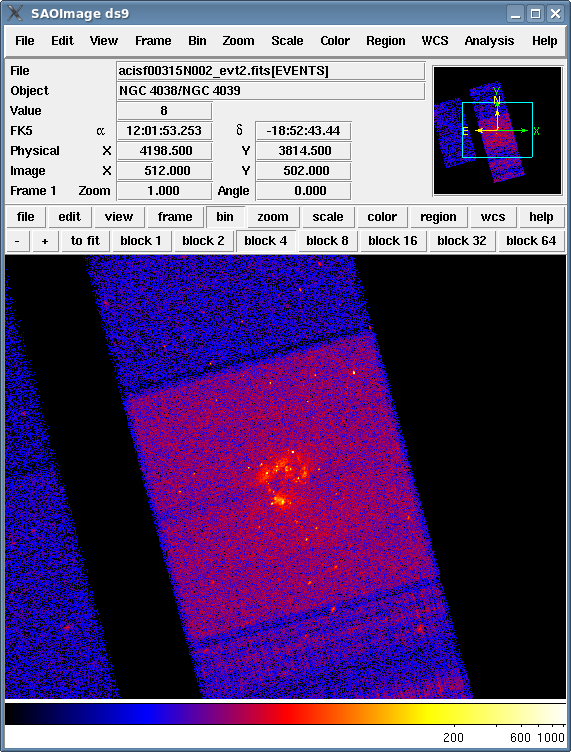 SAOImage ds9
File Edit View Frame Bin Zoom Scale Color Region WCS Analysis Help
File acisf00315N002_evt2.fits[EVENTS]
Object NGC 4038/NGC 4039
Value 8
FK5 α 12:01:53.253 δ -18:52:43.44
Physical X 4198.500 Y 3814.500
Image X 512.000 Y 502.000
Frame 1 Zoom 1.000 Angle 0.000
Y
N
E X
file edit view frame bin zoom scale color region wcs help
- + to fit block 1 block 2 block 4 block 8 block 16 block 32 block 64
200 600 1000